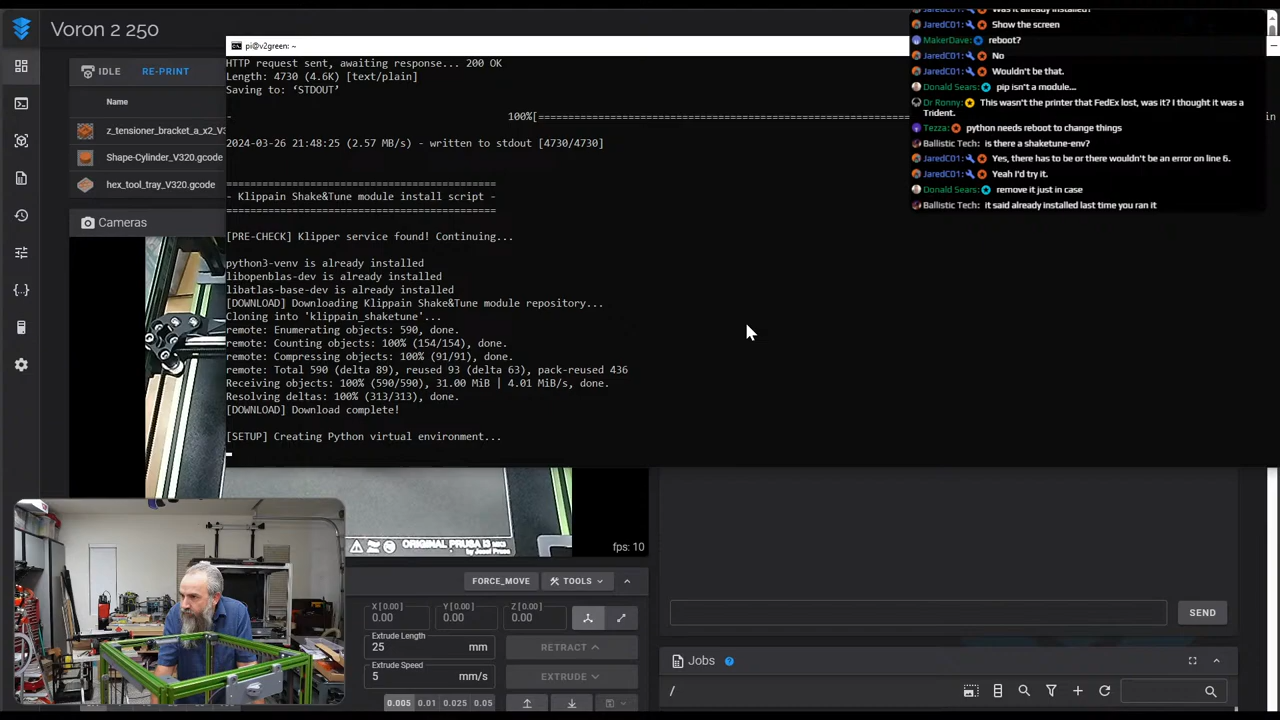 Voron 2 250
IDLE
RE-PRINT
Name
z_tensioner_bracket_a_x2_V3
Shape-Cylinder_V320.gcode
hex_tool_tray_V320.gcode
Cameras
pi@v2green: ~
HTTP request sent, awaiting response... 200 OK
Length: 4730 (4.6K) [text/plain]
Saving to: ‘STDOUT’
- 100%[==============================================
2024-03-26 21:48:25 (2.57 MB/s) - written to stdout [4730/4730]
=========================================
- Klippain Shake&Tune module install script -
=========================================
[PRE-CHECK] Klipper service found! Continuing...
python3-venv is already installed
libopenblas-dev is already installed
libatlas-base-dev is already installed
[DOWNLOAD] Downloading Klippain Shake&Tune module repository...
Cloning into 'klippain_shaketune'...
remote: Enumerating objects: 590, done.
remote: Counting objects: 100% (154/154), done.
remote: Compressing objects: 100% (91/91), done.
remote: Total 590 (delta 89), reused 93 (delta 63), pack-reused 436
Receiving objects: 100% (590/590), 31.00 MiB | 4.01 MiB/s, done.
Resolving deltas: 100% (313/313), done.
[DOWNLOAD] Download complete!
[SETUP] Creating Python virtual environment...
JaredC01: Was it already installed?
JaredC01: Show the screen
MakerDave: reboot?
JaredC01: No
JaredC01: Wouldn't be that.
Donald Sears: pip isn't a module...
Dr Ronny: This wasn't the printer that FedEx lost, was it? I thought it was a
Trident.
Tezza: python needs reboot to change things
Ballistic Tech: is there a shaketune-env?
JaredC01: Yes, there has to be or there wouldn't be an error on line 6.
JaredC01: Yeah I'd try it.
Donald Sears: remove it just in case
Ballistic Tech: it said already installed last time you ran it
in
ORIGINAL PRUSA i3 MK3
by Josef Prusa
fps: 10
FORCE_MOVE
TOOLS
X [ 0.00 ]
0.00
Y [ 0.00 ]
0.00
Z [ 0.00 ]
0.00
Extrude Length
25 mm
RETRACT
Extrude Speed
5 mm/s
EXTRUDE
0.005 0.01 0.025 0.05
SEND
Jobs
/